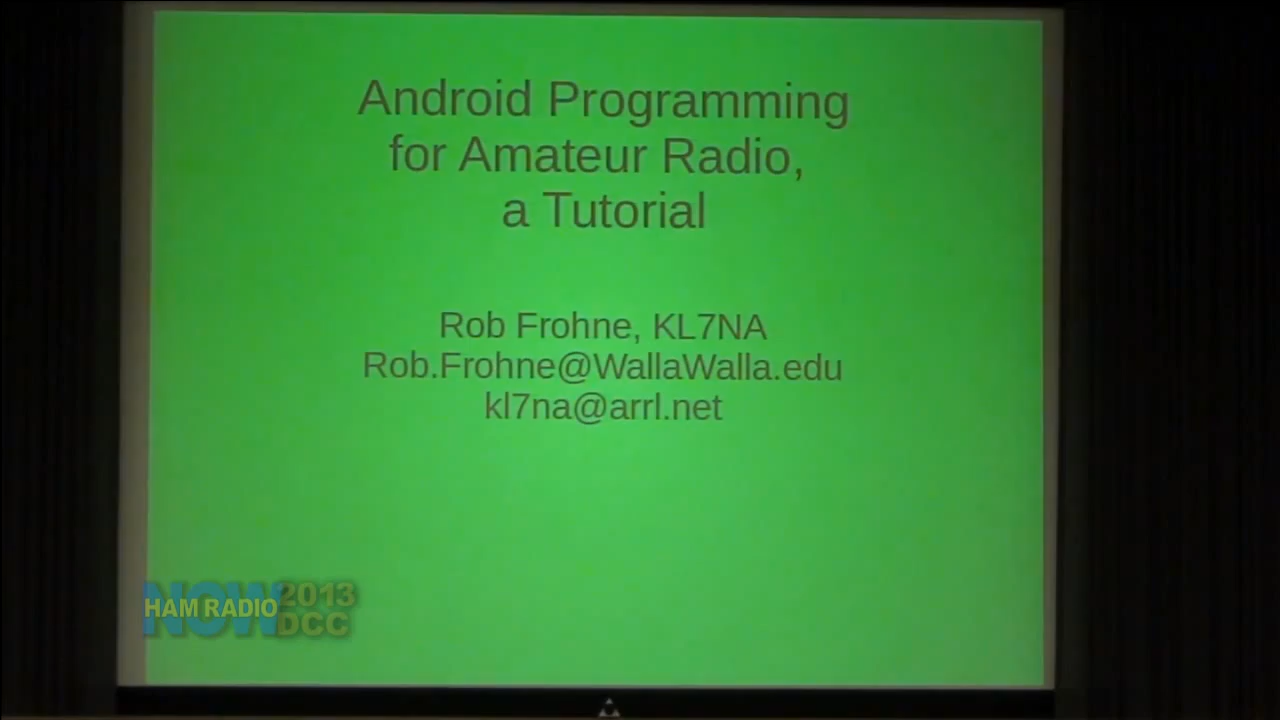 Android Programming
for Amateur Radio,
a Tutorial
Rob Frohne, KL7NA
Rob.Frohne@WallaWalla.edu
kl7na@arrl.net
NOW
HAM RADIO
2013
DCC